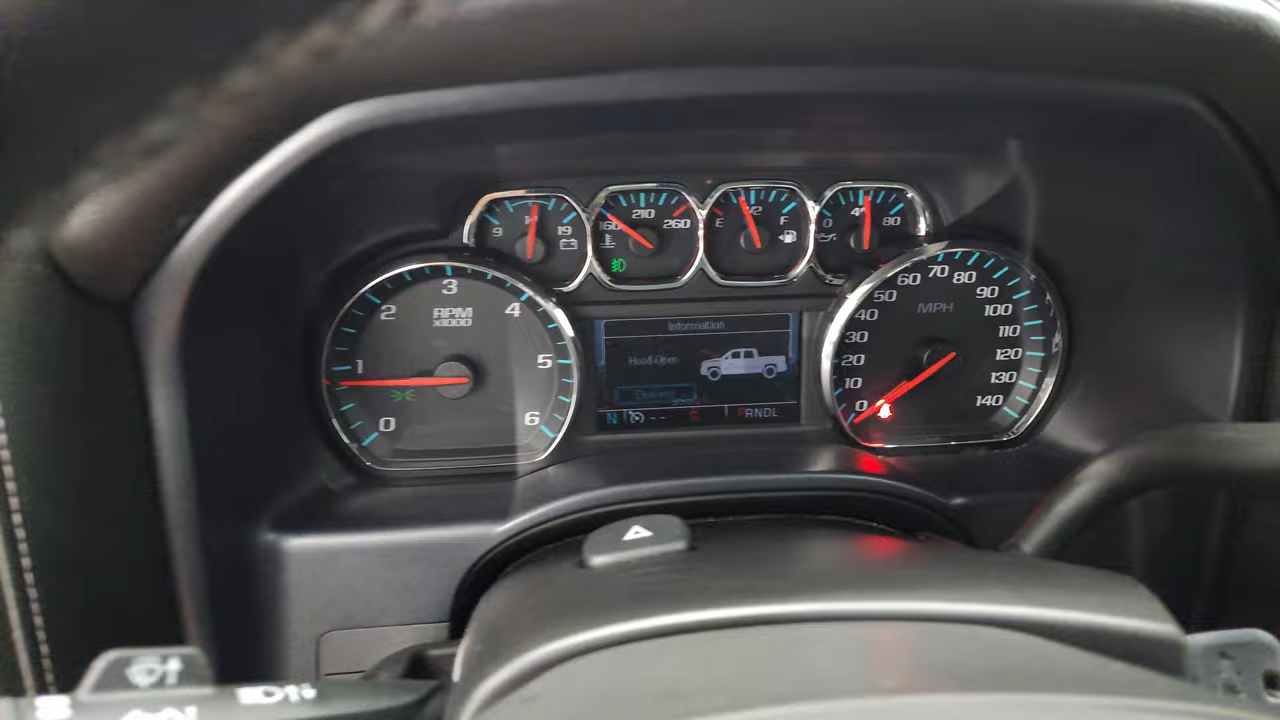 9 14 19
160 210 260
E 1/2 F
0 40 80
0 1 2 3 4 5 6
RPM
X1000
Information
Hood Open
N
PRNDL
MPH
0 10 20 30 40 50 60 70 80 90 100 110 120 130 140